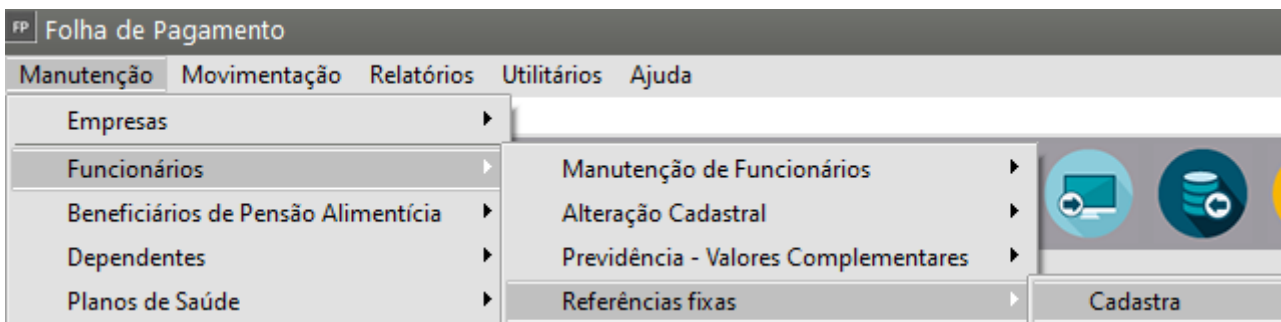 FP Folha de Pagamento
Manutenção Movimentação Relatórios Utilitários Ajuda
Empresas
Funcionários Manutenção de Funcionários
Beneficiários de Pensão Alimentícia Alteração Cadastral
Dependentes Previdência - Valores Complementares
Planos de Saúde Referências fixas Cadastra